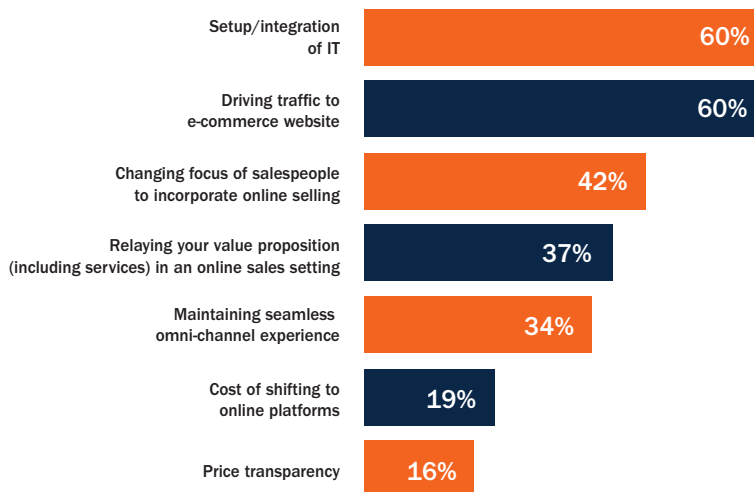 Setup/integration
of IT
60%
Driving traffic to
e-commerce website
60%
Changing focus of salespeople
to incorporate online selling
42%
Relaying your value proposition
(including services) in an online sales setting
37%
Maintaining seamless
omni-channel experience
34%
Cost of shifting to
online platforms
19%
Price transparency
16%